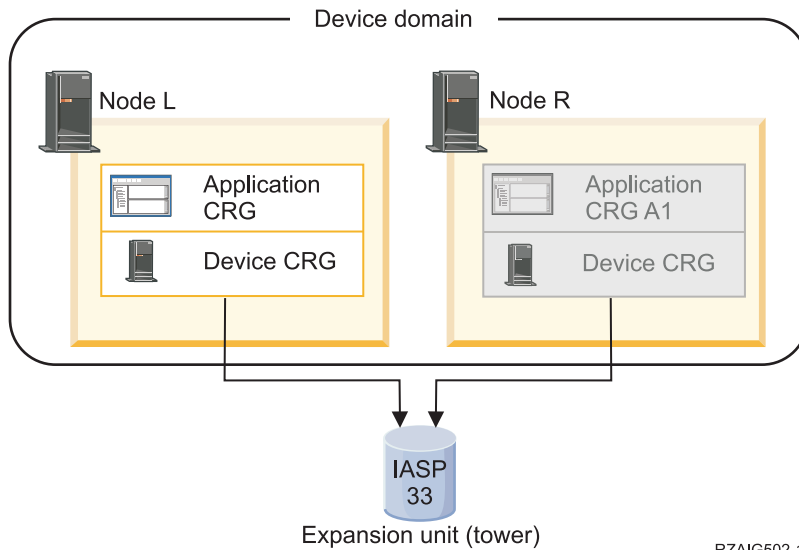 Device domain
Node L
Node R
Application
CRG
Device CRG
Application
CRG A1
Device CRG
IASP
33
Expansion unit (tower)